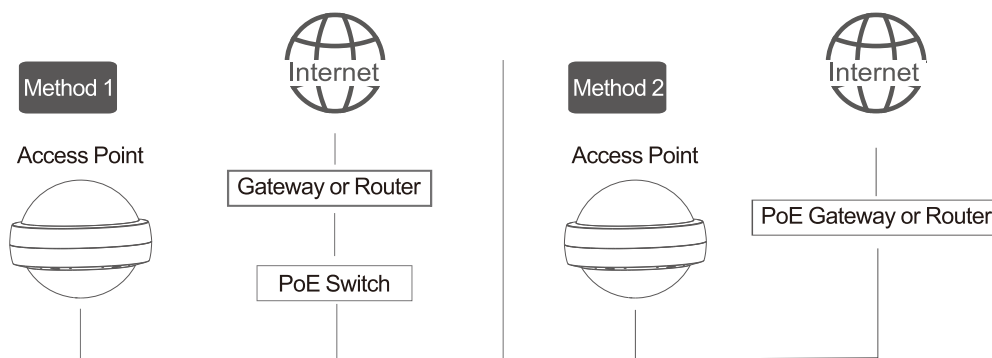 Method 1
Internet
Access Point
Gateway or Router
PoE Switch
Method 2
Internet
Access Point
PoE Gateway or Router